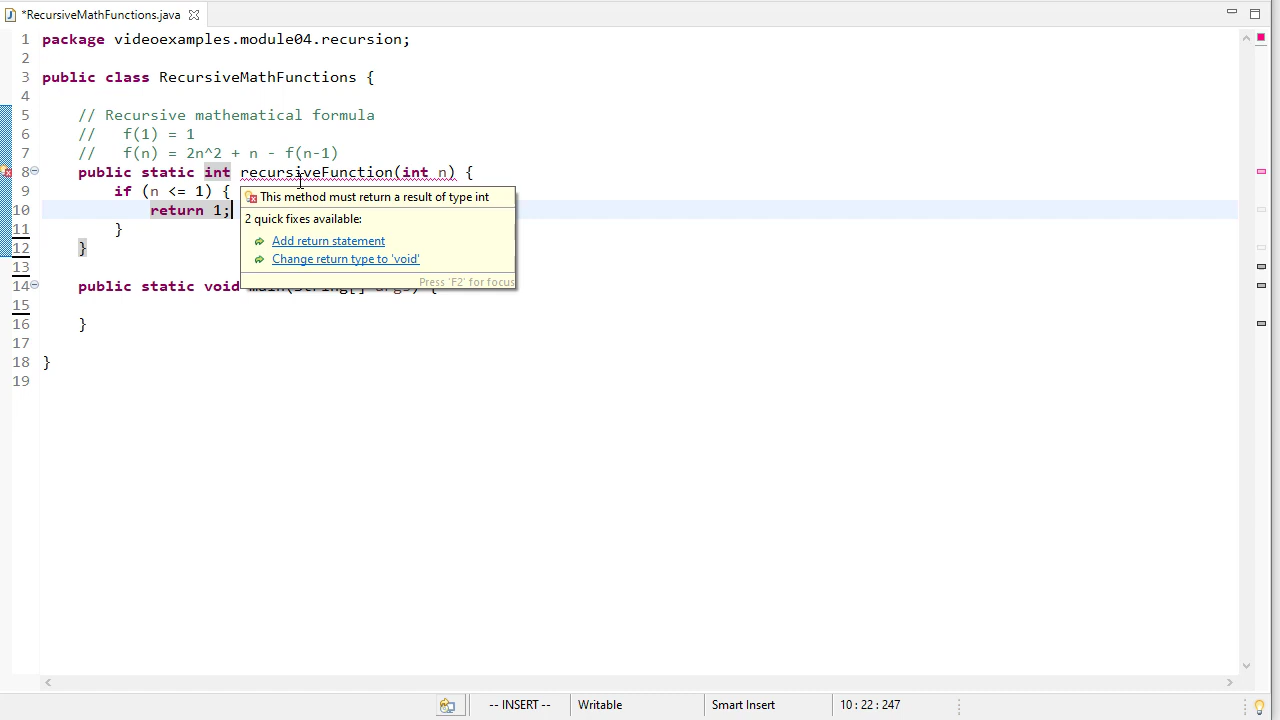 *RecursiveMathFunctions.java
1 package videoexamples.module04.recursion;
2
3 public class RecursiveMathFunctions {
4
5 // Recursive mathematical formula
6 //   f(1) = 1
7 //   f(n) = 2n^2 + n - f(n-1)
8 public static int recursiveFunction(int n) {
9 if (n <= 1) {
This method must return a result of type int
10 return 1;
2 quick fixes available:
11 }
Add return statement
12 }
Change return type to 'void'
13
Press 'F2' for focus
14 public static void main(String[] args) {
15
16 }
17
18 }
19
-- INSERT -- Writable Smart Insert 10 : 22 : 247